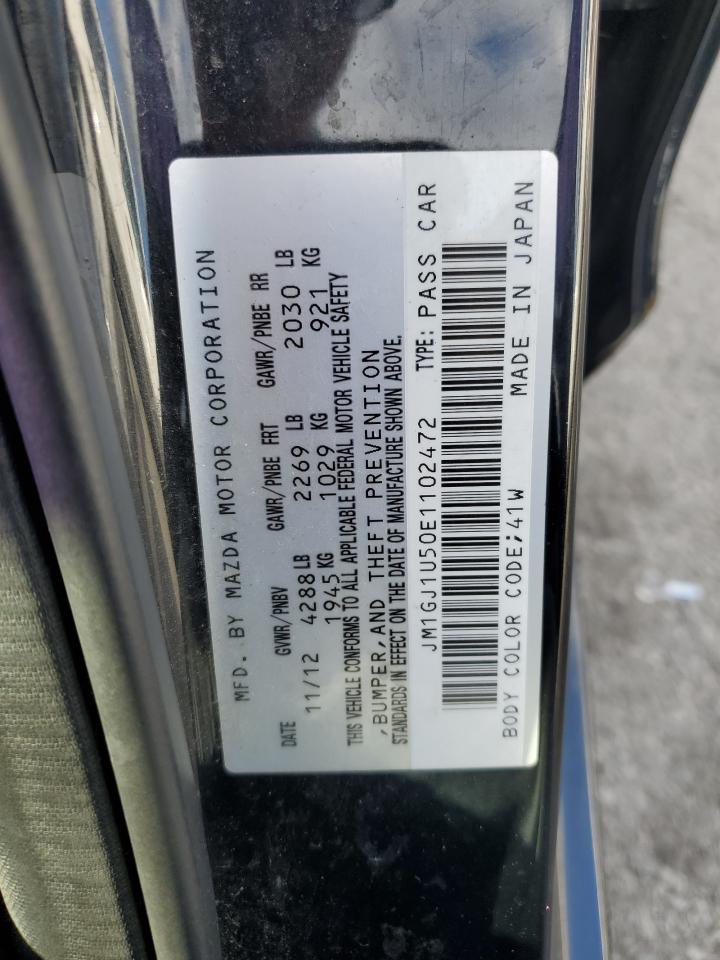 MFD. BY MAZDA MOTOR CORPORATION
DATE GVWR/PNBV GAWR/PNBE FRT GAWR/PNBE RR
11/12 4288 LB 2269 LB 2030 LB
1945 KG 1029 KG 921 KG
THIS VEHICLE CONFORMS TO ALL APPLICABLE FEDERAL MOTOR VEHICLE SAFETY
,BUMPER,AND THEFT PREVENTION
STANDARDS IN EFFECT ON THE DATE OF MANUFACTURE SHOWN ABOVE.
JM1GJ1U50E1102472 TYPE: PASS CAR
BODY COLOR CODE;41W MADE IN JAPAN